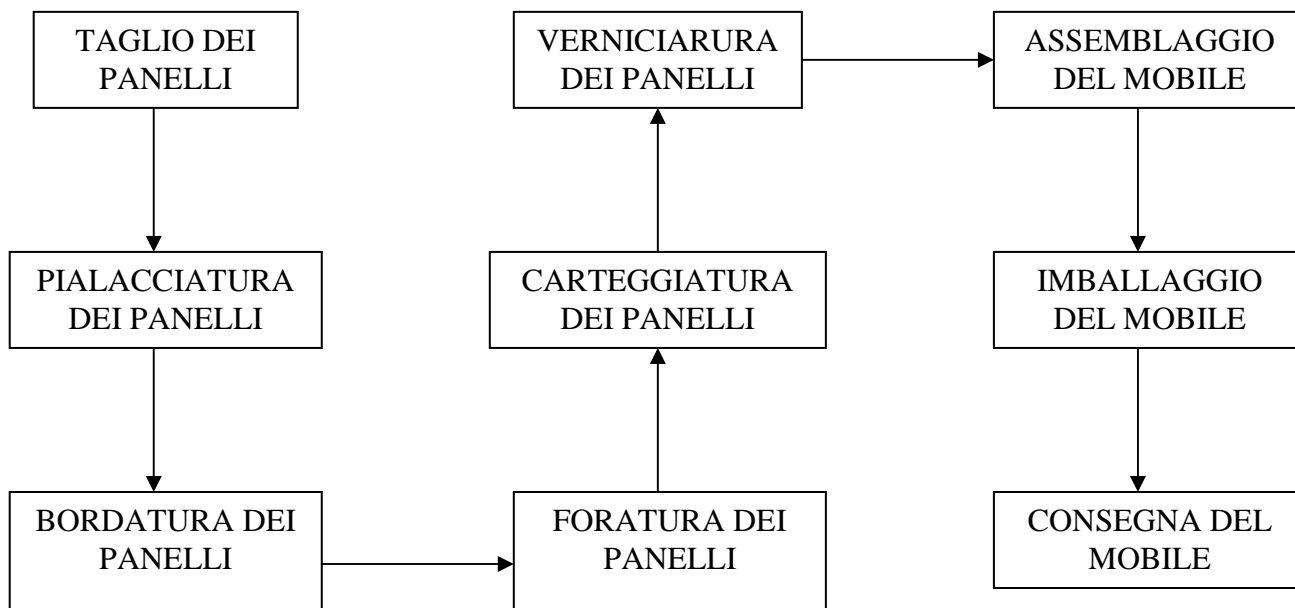 TAGLIO DEI
PANELLI
PIALACCIATURA
DEI PANELLI
BORDATURA DEI
PANELLI
FORATURA DEI
PANELLI
CARTEGGIATURA
DEI PANELLI
VERNICIARURA
DEI PANELLI
ASSEMBLAGGIO
DEL MOBILE
IMBALLAGGIO
DEL MOBILE
CONSEGNA DEL
MOBILE